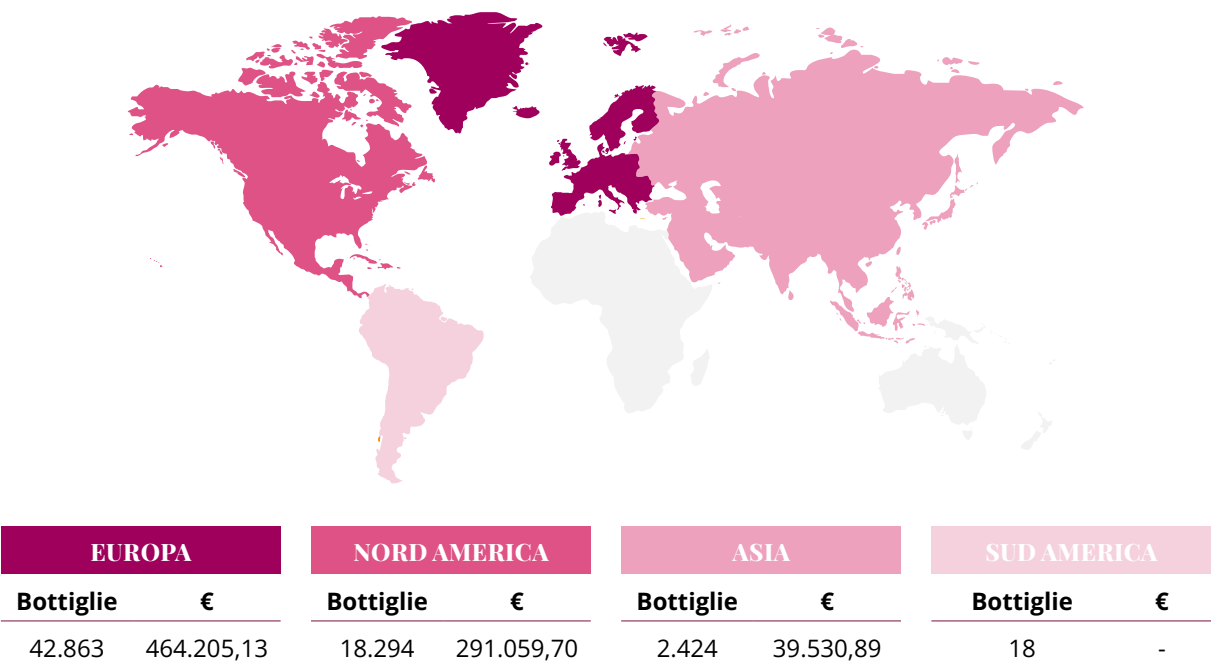 EUROPA
Bottiglie €
42.863 464.205,13
NORD AMERICA
Bottiglie €
18.294 291.059,70
ASIA
Bottiglie €
2.424 39.530,89
SUD AMERICA
Bottiglie €
18 -